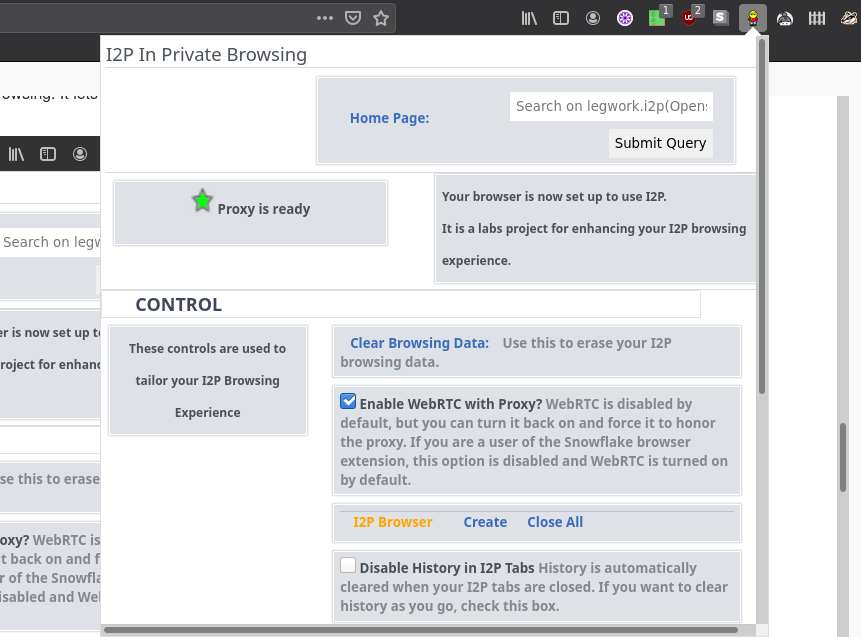 1
2
I2P In Private Browsing
Home Page:
Search on legwork.i2p(Open
Submit Query
Proxy is ready
Your browser is now set up to use I2P.
It is a labs project for enhancing your I2P browsing
experience.
CONTROL
These controls are used to
tailor your I2P Browsing
Experience
Clear Browsing Data: Use this to erase your I2P
browsing data.
Enable WebRTC with Proxy? WebRTC is disabled by
default, but you can turn it back on and force it to honor
the proxy. If you are a user of the Snowflake browser
extension, this option is disabled and WebRTC is turned on
by default.
I2P Browser Create Close All
Disable History in I2P Tabs History is automatically
cleared when your I2P tabs are closed. If you want to clear
history as you go, check this box.
Search on legw
er is now set up to
roject for enhanc
se this to erase
oxy? WebRTC is
t back on and f
r of the Snowfla
isabled and We